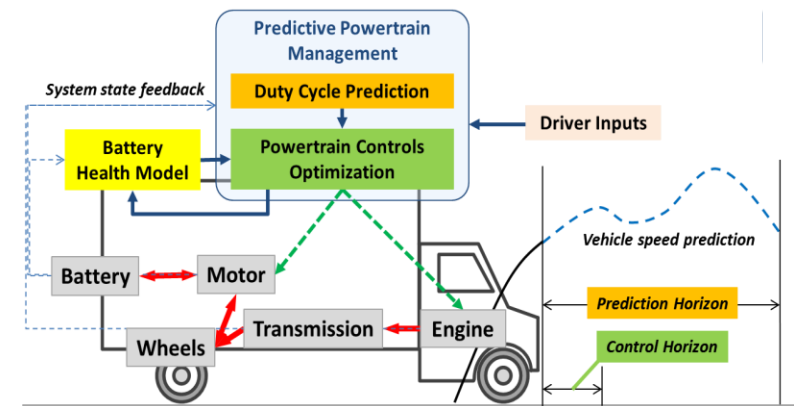 Predictive Powertrain
Management
System state feedback
Duty Cycle Prediction
Driver Inputs
Battery
Health Model
Powertrain Controls
Optimization
Vehicle speed prediction
Battery
Motor
Prediction Horizon
Transmission
Engine
Wheels
Control Horizon